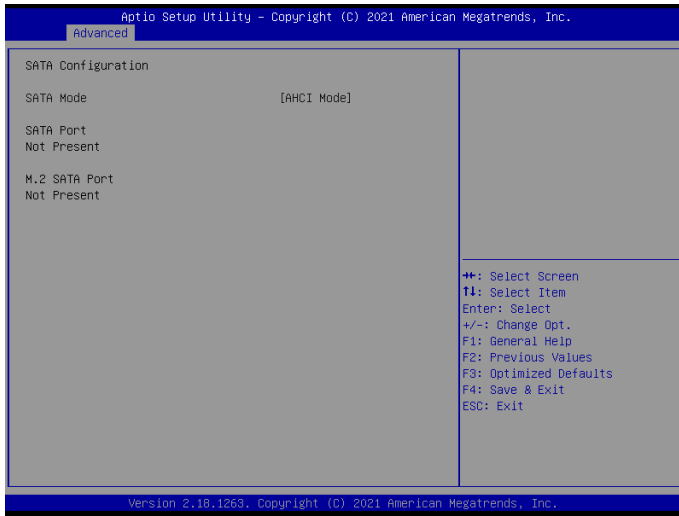 Aptio Setup Utility – Copyright (C) 2021 American Megatrends, Inc.
Advanced
SATA Configuration
SATA Mode [AHCI Mode]
SATA Port
Not Present
M.2 SATA Port
Not Present
→←: Select Screen
↑↓: Select Item
Enter: Select
+/-: Change Opt.
F1: General Help
F2: Previous Values
F3: Optimized Defaults
F4: Save & Exit
ESC: Exit
Version 2.18.1263. Copyright (C) 2021 American Megatrends, Inc.